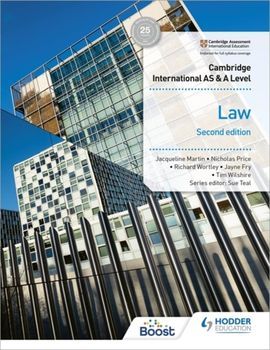 25
Cambridge Assessment
International Education
Endorsed for full syllabus coverage
Cambridge
International AS & A Level
Law
Second edition
Jacqueline Martin • Nicholas Price
• Richard Wortley • Jayne Fry
• Tim Wilshire
Series editor: Sue Teal
Boost
HODDER
EDUCATION